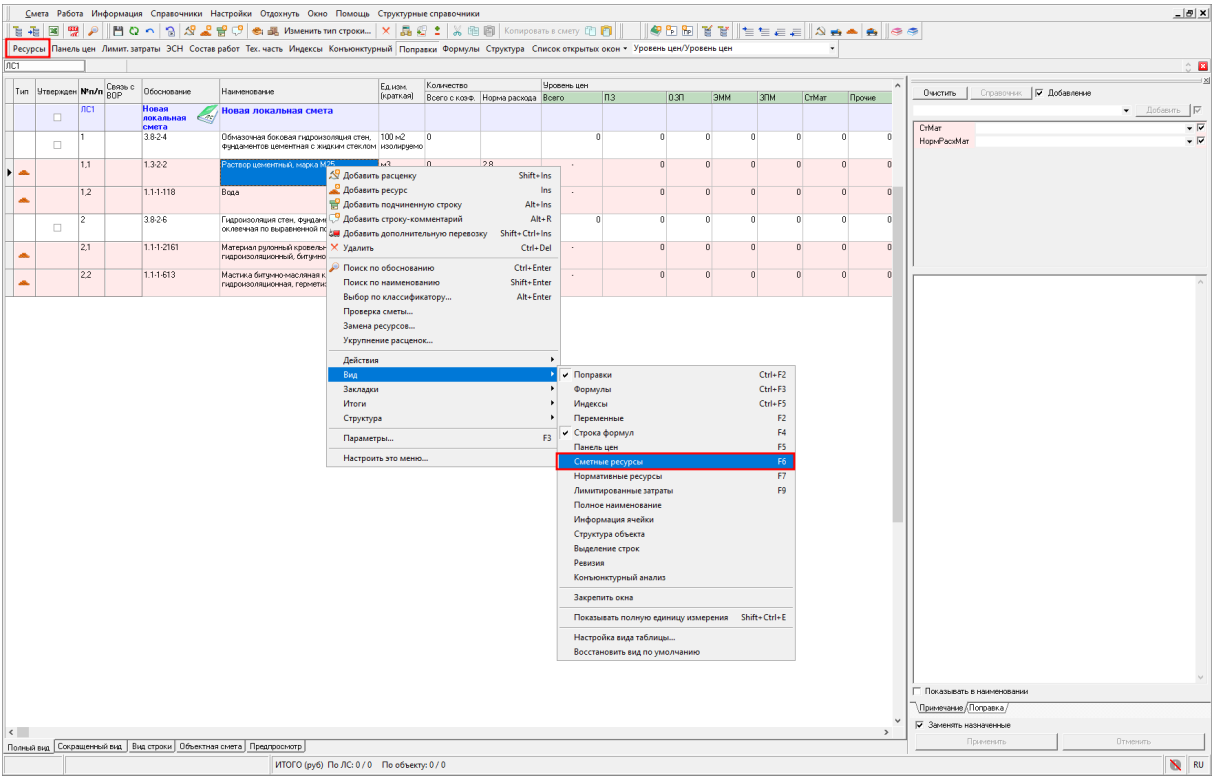 Смета Работа Информация Справочники Настройки Отдохнуть Окно Помощь Структурные справочники
Изменить тип строки... Копировать в смету
Ресурсы Панель цен Лимит. затраты ЭСН Состав работ Тех. часть Индексы Конъюнктурный Поправки Формулы Структура Список открытых окон Уровень цен/Уровень цен
ЛС1
Тип Утвержден №п/п Связь с ВОР Обоснование Наименование Ед.изм. (краткая) Количество Уровень цен
Всего с коэф. Норма расхода Всего ПЗ ОЗП ЭММ ЗПМ СтМат Прочие
ЛС1 Новая локальная смета Новая локальная смета
1 3.8-2-4 Обмазочная боковая гидроизоляция стен, 100 м2 0 0 0 0 0 0 0
фундаментов цементная с жидким стеклом изолируемо
1,1 1.3-2-2 Раствор цементный, марка М25 м3 0 2.8 - 0 0 0 0 0
1,2 1.1-1-118 Вода - 0 0 0 0 0
2 3.8-2-6 Гидроизоляция стен, фундаме 0 0 0 0 0 0
оклеечная по выравненной по
2,1 1.1-1-2161 Материал рулонный кровельн - 0 0 0 0 0
гидроизоляционный, битумно
2,2 1.1-1-613 Мастика битумно-масляная к - 0 0 0 0 0
гидроизоляционная, гермети:
Добавить расценку Shift+Ins
Добавить ресурс Ins
Добавить подчиненную строку Alt+Ins
Добавить строку-комментарий Alt+R
Добавить дополнительную перевозку Shift+Ctrl+Ins
Удалить Ctrl+Del
Поиск по обоснованию Ctrl+Enter
Поиск по наименованию Shift+Enter
Выбор по классификатору... Alt+Enter
Проверка сметы...
Замена ресурсов...
Укрупнение расценок...
Действия
Вид
Закладки
Итоги
Структура
Параметры... F3
Настроить это меню...
Поправки Ctrl+F2
Формулы Ctrl+F3
Индексы Ctrl+F5
Переменные F2
Строка формул F4
Панель цен F5
Сметные ресурсы F6
Нормативные ресурсы F7
Лимитированные затраты F9
Полное наименование
Информация ячейки
Структура объекта
Выделение строк
Ревизия
Конъюнктурный анализ
Закрепить окна
Показывать полную единицу измерения Shift+Ctrl+E
Настройка вида таблицы...
Восстановить вид по умолчанию
Очистить Справочник Добавление
Добавить
СтМат
НормРасхМат
Показывать в наименовании
Примечание Поправка
Заменять назначенные
Применить Отменить
Полный вид Сокращенный вид Вид строки Объектная смета Предпросмотр
ИТОГО (руб) По ЛС: 0 / 0 По объекту: 0 / 0 RU